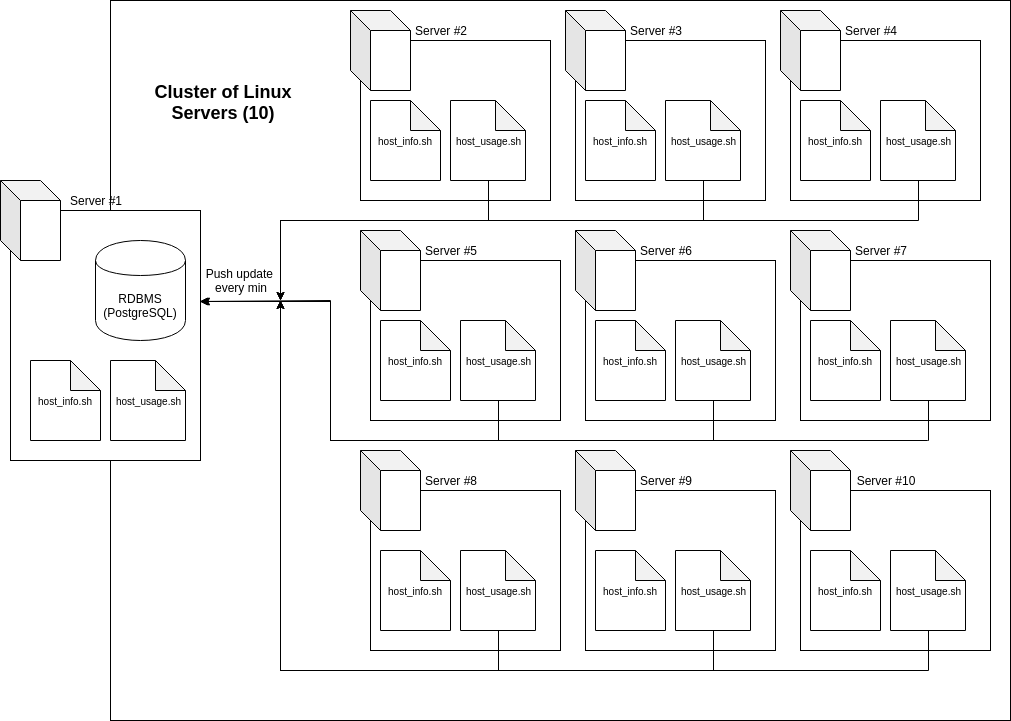 Server #2
Server #3
Server #4
Cluster of Linux
Servers (10)
host_info.sh
host_usage.sh
host_info.sh
host_usage.sh
host_info.sh
host_usage.sh
Server #1
RDBMS
(PostgreSQL)
host_info.sh
host_usage.sh
Push update
every min
Server #5
Server #6
Server #7
host_info.sh
host_usage.sh
host_info.sh
host_usage.sh
host_info.sh
host_usage.sh
Server #8
Server #9
Server #10
host_info.sh
host_usage.sh
host_info.sh
host_usage.sh
host_info.sh
host_usage.sh